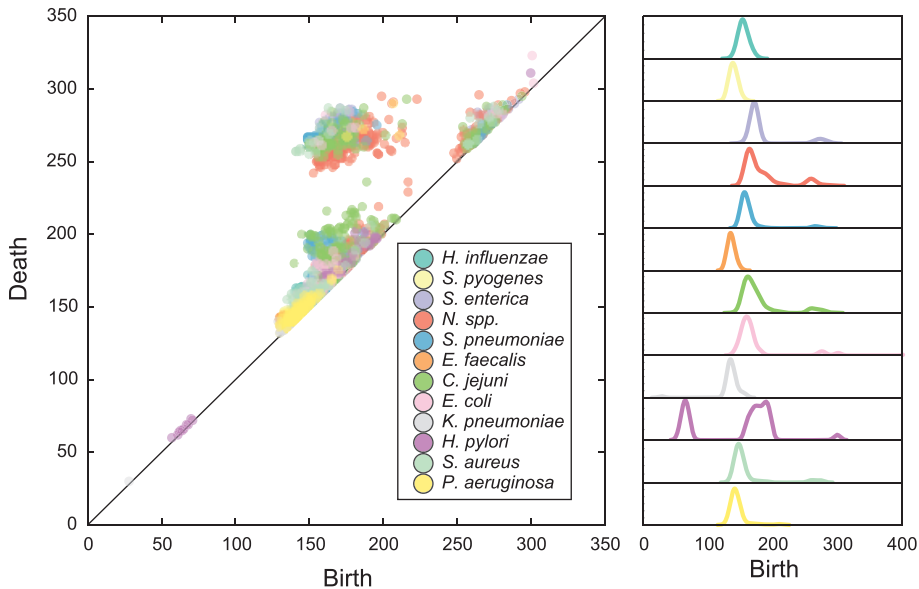 350
300
250
200
150
100
50
0
Death
0 50 100 150 200 250 300 350
Birth
H. influenzae
S. pyogenes
S. enterica
N. spp.
S. pneumoniae
E. faecalis
C. jejuni
E. coli
K. pneumoniae
H. pylori
S. aureus
P. aeruginosa
0 100 200 300 400
Birth